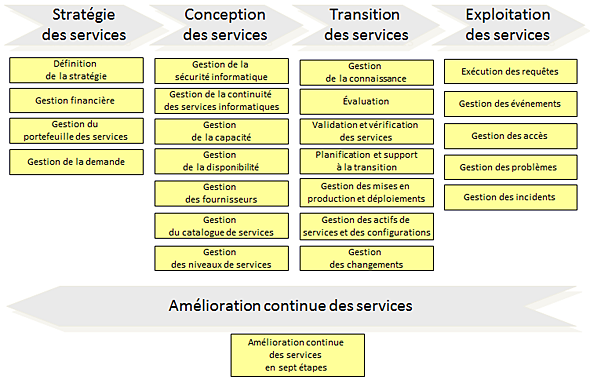 Stratégie
des services
Conception
des services
Transition
des services
Exploitation
des services
Définition
de la stratégie
Gestion financière
Gestion du
portefeuille des services
Gestion de la demande
Gestion de la
sécurité informatique
Gestion de la continuité
des services informatiques
Gestion
de la capacité
Gestion
de la disponibilité
Gestion
des fournisseurs
Gestion
du catalogue de services
Gestion
des niveaux de services
Gestion
de la connaissance
Évaluation
Validation et vérification
des services
Planification et support
à la transition
Gestion des mises en
production et déploiements
Gestion des actifs de
services et des configurations
Gestion
des changements
Exécution des requêtes
Gestion des événements
Gestion des accès
Gestion des problèmes
Gestion des incidents
Amélioration continue des services
Amélioration continue
des services
en sept étapes